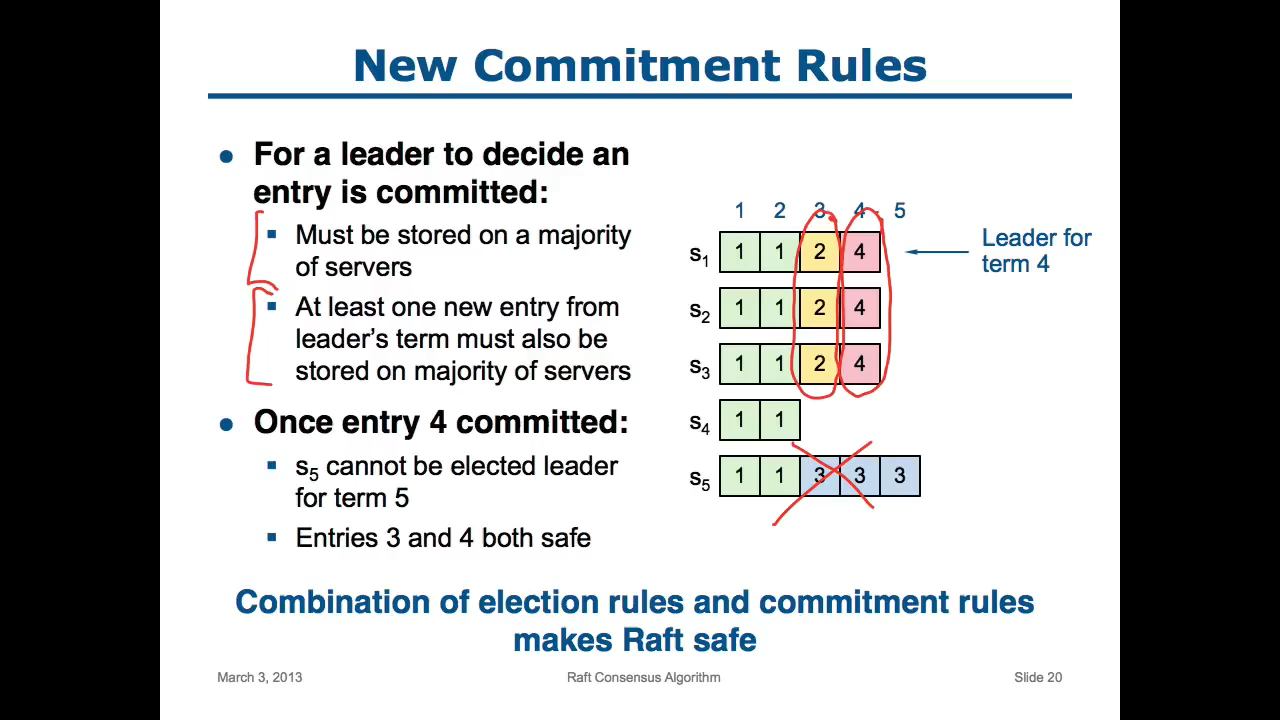 New Commitment Rules
• For a leader to decide an
entry is committed:
▪ Must be stored on a majority
of servers
▪ At least one new entry from
leader's term must also be
stored on majority of servers
• Once entry 4 committed:
▪ s5 cannot be elected leader
for term 5
▪ Entries 3 and 4 both safe
1 2 3 4 5
s1 1 1 2 4
Leader for
term 4
s2 1 1 2 4
s3 1 1 2 4
s4 1 1
s5 1 1 3 3 3
Combination of election rules and commitment rules
makes Raft safe
March 3, 2013 Raft Consensus Algorithm Slide 20